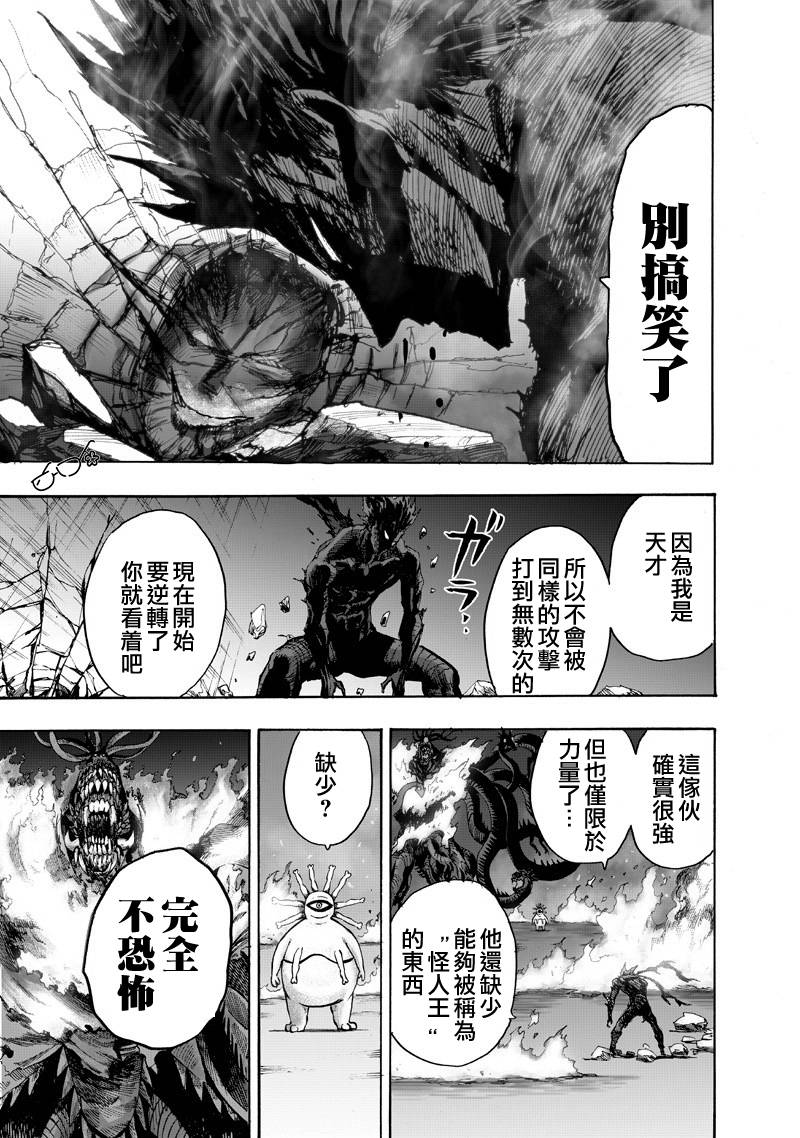 別搞笑了
因為我是
天才
所以不會被
同樣的攻擊
打到無數次的
ガラ
現在開始
要逆轉了
你就看着吧
這傢伙
確實很強
但也僅限於
力量了…
他還缺少
能夠被稱為
"怪人王"
的東西
缺少?
完全
不恐怖